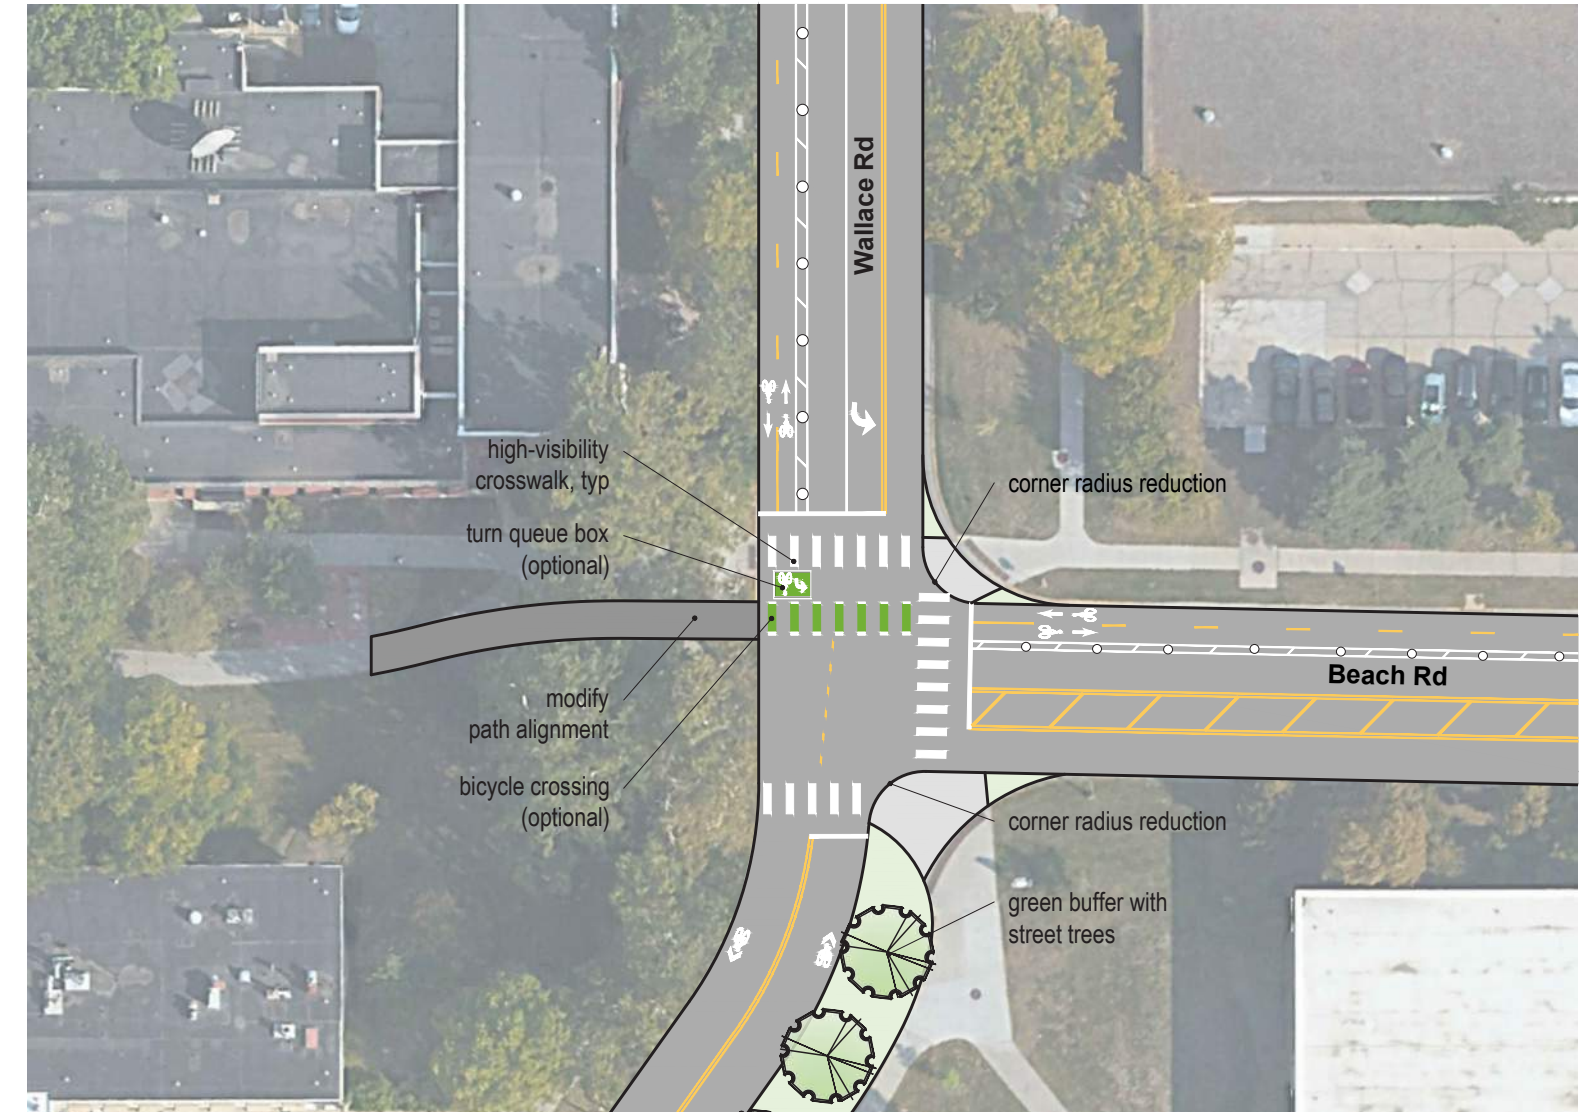 Wallace Rd
high-visibility
crosswalk, typ
corner radius reduction
turn queue box
(optional)
Beach Rd
modify
path alignment
bicycle crossing
(optional)
corner radius reduction
green buffer with
street trees